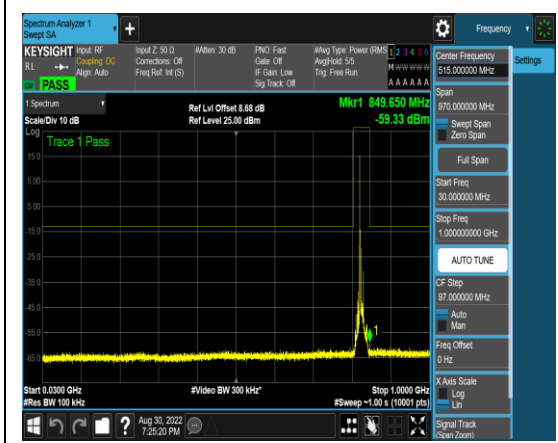 Spectrum Analyzer 1
Swept SA
Frequency
KEYSIGHT
RL
PASS
Input: RF
Coupling: DC
Align: Auto
Input Z: 50 Ω
Corrections: Off
Freq Ref: Int (S)
#Atten: 30 dB
PNO: Fast
Gate: Off
IF Gain: Low
Sig Track: Off
#Avg Type: Power (RMS
Avg|Hold: 5/5
Trig: Free Run
1 2 3 4 5 6
M W W W W W
A A A A A A
1 Spectrum
Scale/Div 10 dB
Ref Lvl Offset 8.68 dB
Ref Level 25.00 dBm
Mkr1 849.650 MHz
-59.33 dBm
Log
Trace 1 Pass
15.0
5.00
-5.00
-15.0
-25.0
-35.0
-45.0
-55.0
-65.0
1
Start 0.0300 GHz
#Res BW 100 kHz
#Video BW 300 kHz*
Stop 1.0000 GHz
#Sweep ~1.00 s (10001 pts)
Aug 30, 2022
7:25:20 PM
Center Frequency
515.000000 MHz
Settings
Span
970.000000 MHz
Swept Span
Zero Span
Full Span
Start Freq
30.000000 MHz
Stop Freq
1.000000000 GHz
AUTO TUNE
CF Step
97.000000 MHz
Auto
Man
Freq Offset
0 Hz
X Axis Scale
Log
Lin
Signal Track
(Span Zoom)